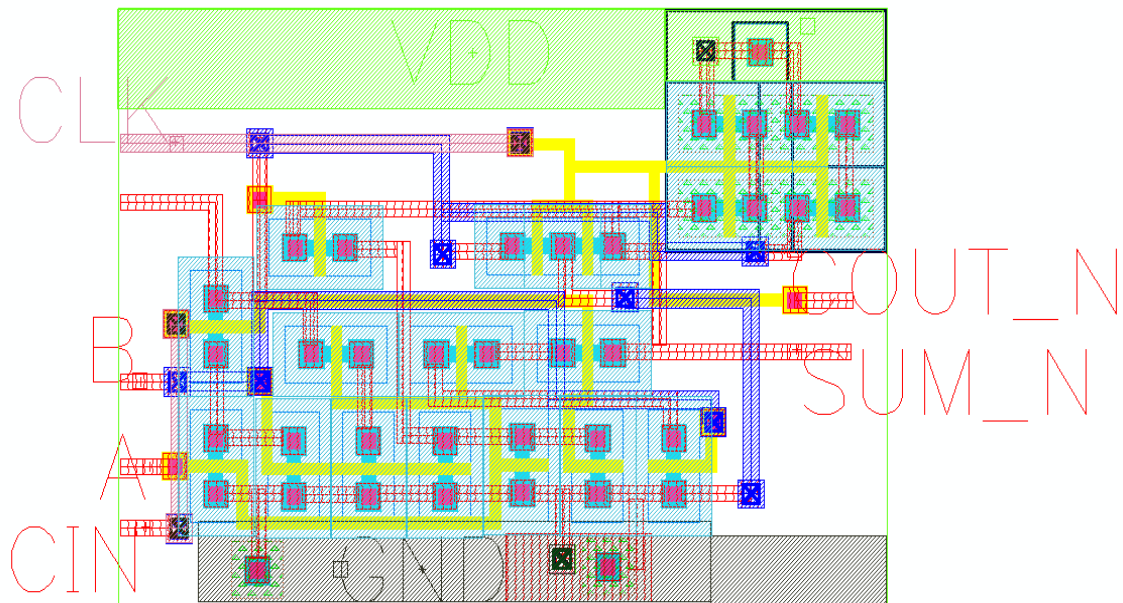 VDD
CLK
COUT_N
B
SUM_N
A
CIN
GND